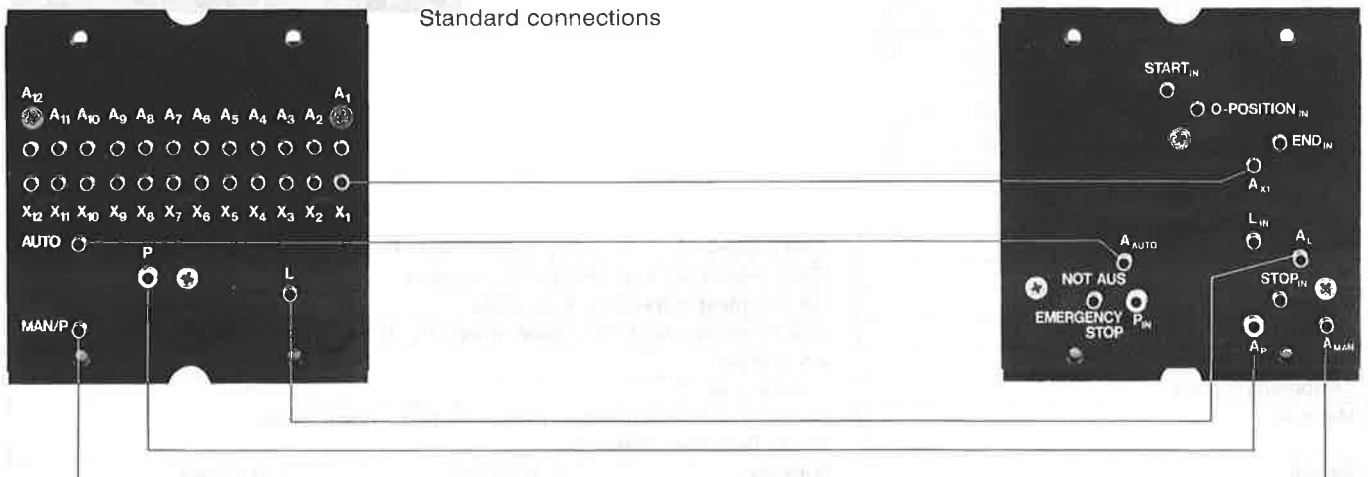 Standard connections
A12 A1
A11 A10 A9 A8 A7 A6 A5 A4 A3 A2
X12 X11 X10 X9 X8 X7 X6 X5 X4 X3 X2 X1
AUTO
P
L
MAN/P
START IN
O-POSITION IN
END IN
A X1
L IN
A L
A AUTO
STOP IN
NOT AUS
EMERGENCY STOP
P IN
A P
A MAN